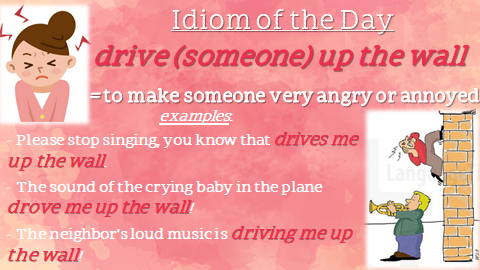 Idiom of the Day
drive (someone) up the wall
= to make someone very angry or annoyed
examples:
- Please stop singing, you know that drives me
up the wall.
- The sound of the crying baby in the plane
drove me up the wall!
- The neighbor's loud music is driving me up
the wall!